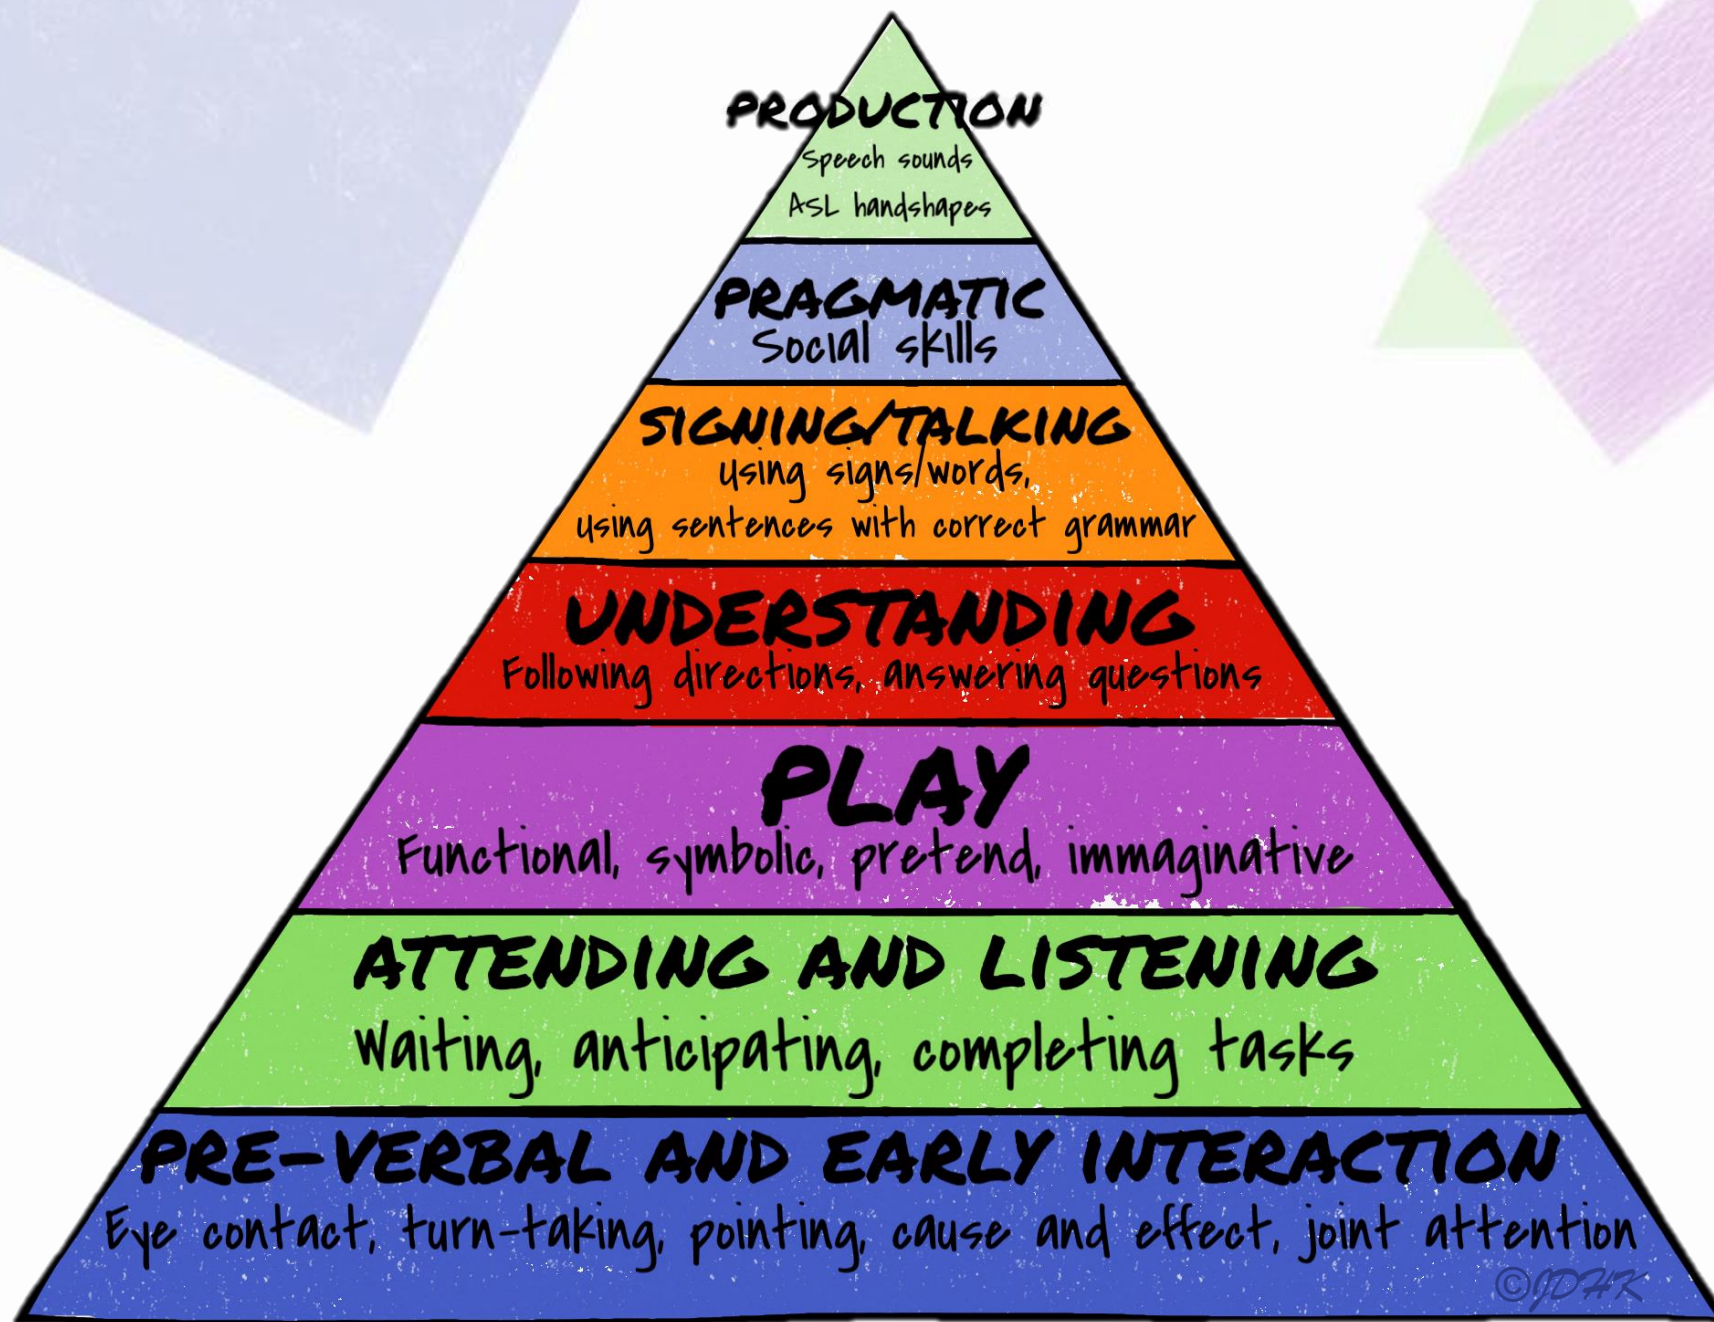 PRODUCTION
Speech sounds
ASL handshapes
PRAGMATIC
Social skills
SIGNING/TALKING
using signs/words,
using sentences with correct grammar
UNDERSTANDING
Following directions, answering questions
PLAY
Functional, symbolic, pretend, immaginative
ATTENDING AND LISTENING
Waiting, anticipating, completing tasks
PRE-VERBAL AND EARLY INTERACTION
Eye contact, turn-taking, pointing, cause and effect, joint attention
©JDHK